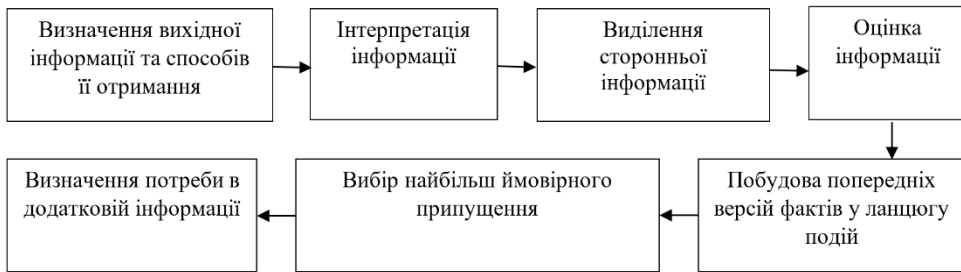 Визначення вихідної
інформації та способів
її отримання
Інтерпретація
інформації
Виділення
сторонньої
інформації
Оцінка
інформації
Побудова попередніх
версій фактів у ланцюгу
подій
Вибір найбільш ймовірного
припущення
Визначення потреби в
додатковій інформації